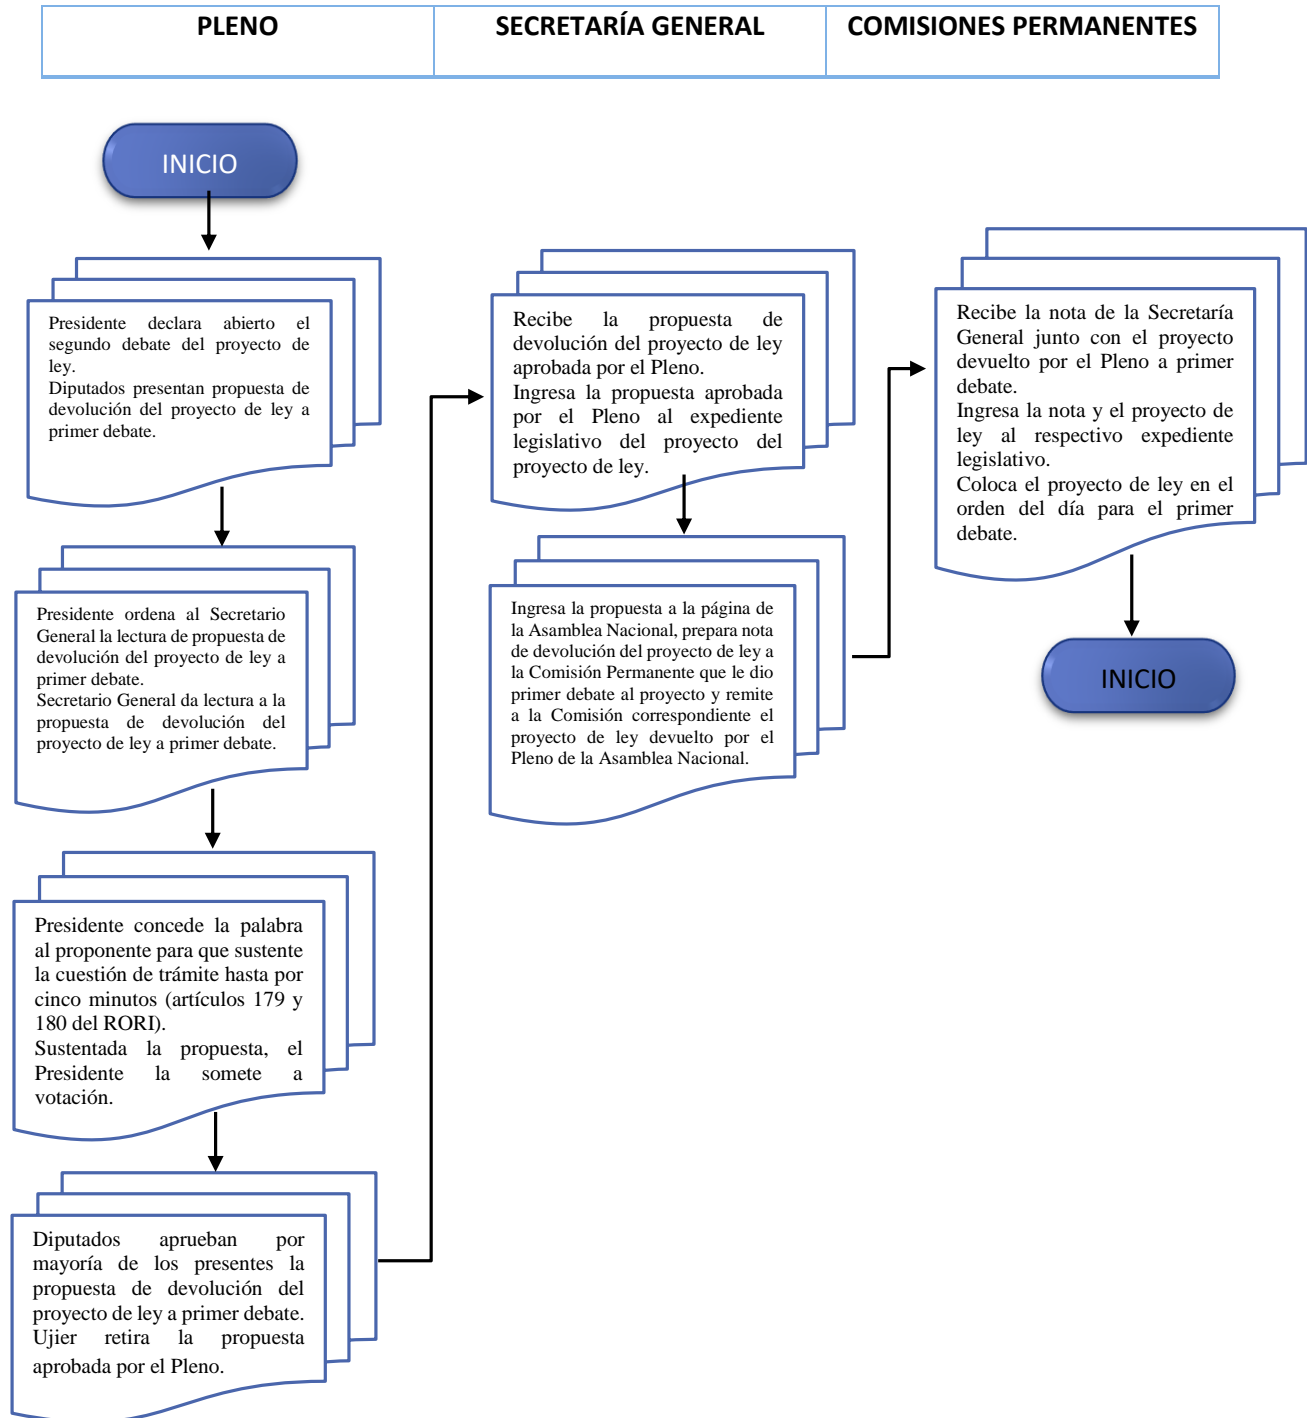 PLENO
SECRETARÍA GENERAL
COMISIONES PERMANENTES
INICIO
Presidente declara abierto el
segundo debate del proyecto de
ley.
Diputados presentan propuesta de
devolución del proyecto de ley a
primer debate.
Presidente ordena al Secretario
General la lectura de propuesta de
devolución del proyecto de ley a
primer debate.
Secretario General da lectura a la
propuesta de devolución del
proyecto de ley a primer debate.
Presidente concede la palabra
al proponente para que sustente
la cuestión de trámite hasta por
cinco minutos (artículos 179 y
180 del RORI).
Sustentada la propuesta, el
Presidente la somete a
votación.
Diputados aprueban por
mayoría de los presentes la
propuesta de devolución del
proyecto de ley a primer debate.
Ujier retira la propuesta
aprobada por el Pleno.
Recibe la propuesta de
devolución del proyecto de ley
aprobada por el Pleno.
Ingresa la propuesta aprobada
por el Pleno al expediente
legislativo del proyecto del
proyecto de ley.
Ingresa la propuesta a la página de
la Asamblea Nacional, prepara nota
de devolución del proyecto de ley a
la Comisión Permanente que le dio
primer debate al proyecto y remite
a la Comisión correspondiente el
proyecto de ley devuelto por el
Pleno de la Asamblea Nacional.
Recibe la nota de la Secretaría
General junto con el proyecto
devuelto por el Pleno a primer
debate.
Ingresa la nota y el proyecto de
ley al respectivo expediente
legislativo.
Coloca el proyecto de ley en el
orden del día para el primer
debate.
INICIO